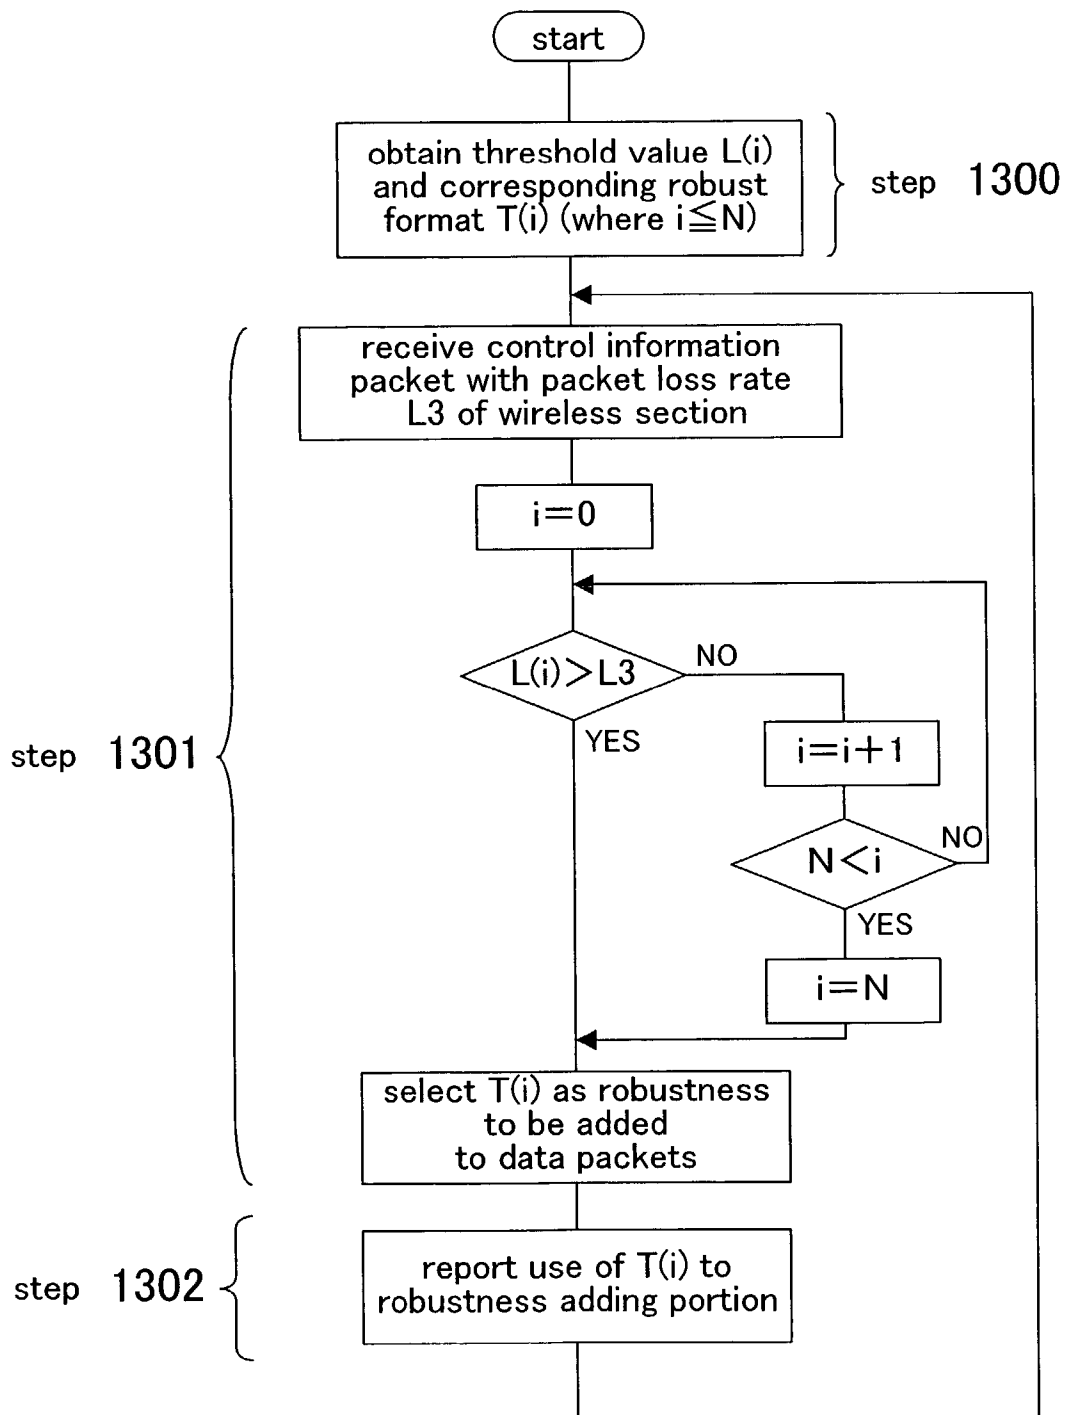 start
obtain threshold value L(i)
and corresponding robust
format T(i) (where i≦N)
step 1300
receive control information
packet with packet loss rate
L3 of wireless section
i=0
L(i)>L3
NO
YES
i=i+1
step 1301
N<i
NO
YES
i=N
select T(i) as robustness
to be added
to data packets
report use of T(i) to
robustness adding portion
step 1302